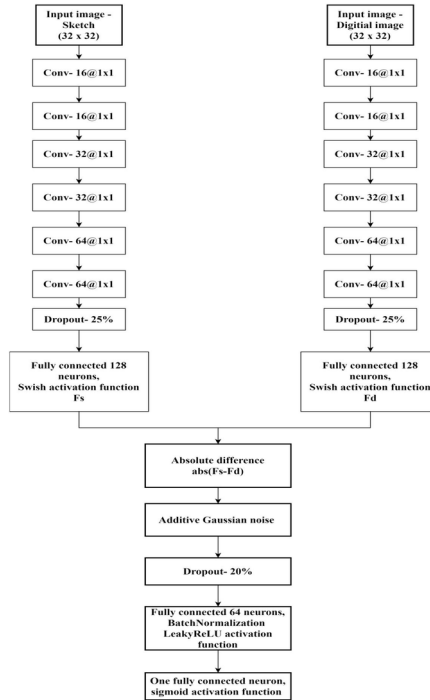 Input image -
Sketch
(32 x 32)
Conv- 16@1x1
Conv- 16@1x1
Conv- 32@1x1
Conv- 32@1x1
Conv- 64@1x1
Conv- 64@1x1
Dropout- 25%
Fully connected 128
neurons,
Swish activation function
Fs
Input image -
Digitial image
(32 x 32)
Conv- 16@1x1
Conv- 16@1x1
Conv- 32@1x1
Conv- 32@1x1
Conv- 64@1x1
Conv- 64@1x1
Dropout- 25%
Fully connected 128
neurons,
Swish activation function
Fd
Absolute difference
abs(Fs-Fd)
Additive Gaussian noise
Dropout- 20%
Fully connected 64 neurons,
BatchNormalization
LeakyReLU activation
function
One fully connected neuron,
sigmoid activation function